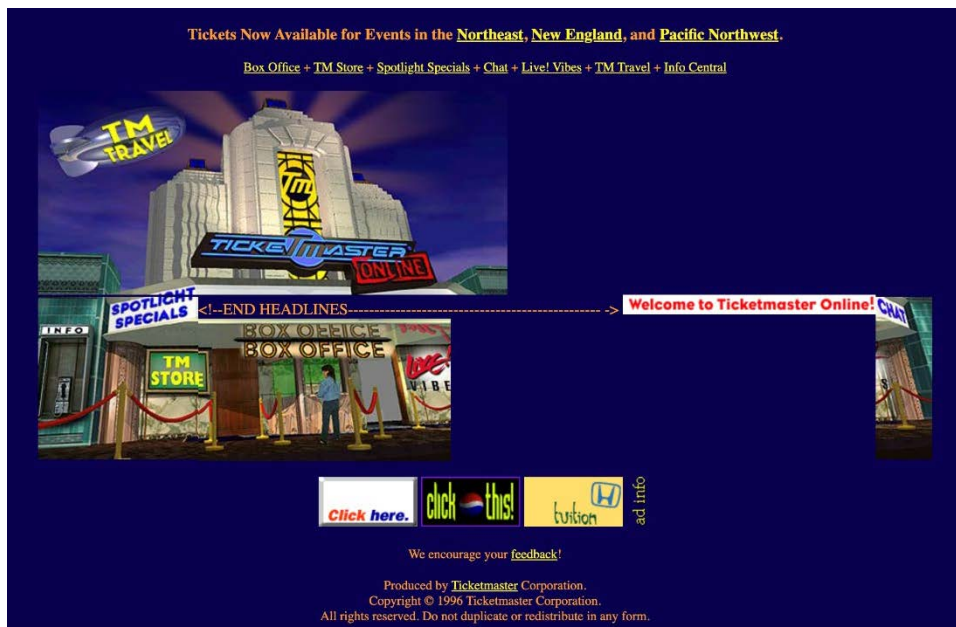 Tickets Now Available for Events in the Northeast, New England, and Pacific Northwest.
Box Office + TM Store + Spotlight Specials + Chat + Live! Vibes + TM Travel + Info Central
TM
TRAVEL
TM
TICKETMASTER
ONLINE
SPOTLIGHT
SPECIALS
<!--END HEADLINES------------------------------------------------ -->
Welcome to Ticketmaster Online!
CHAT
INFO
BOX OFFICE
BOX OFFICE
TM
STORE
LIVE!
VIBE
Click here.
click this!
tuition
ad info
We encourage your feedback!
Produced by Ticketmaster Corporation.
Copyright © 1996 Ticketmaster Corporation.
All rights reserved. Do not duplicate or redistribute in any form.